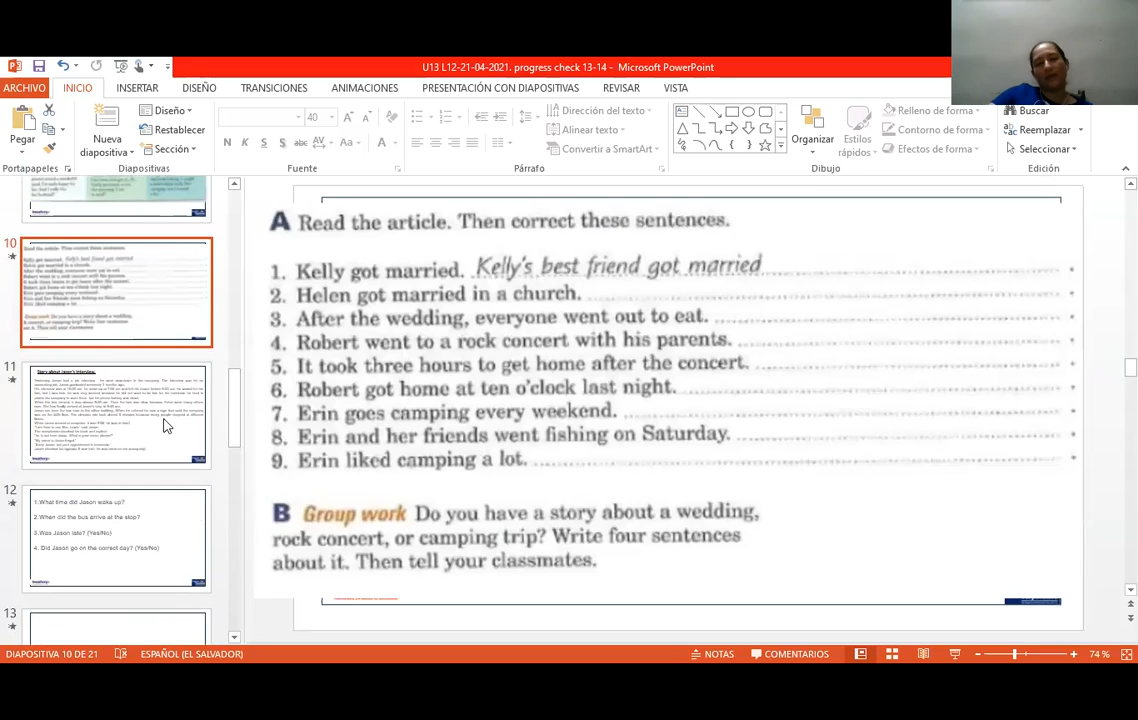 U13 L12-21-04-2021. progress check 13-14 - Microsoft PowerPoint
ARCHIVO INICIO INSERTAR DISEÑO TRANSICIONES ANIMACIONES PRESENTACIÓN CON DIAPOSITIVAS REVISAR VISTA
Pegar
Nueva diapositiva
Diseño
Restablecer
Sección
40
N K S S abc AV Aa A
Dirección del texto
Alinear texto
Convertir a SmartArt
Organizar
Estilos rápidos
Relleno de forma
Contorno de forma
Efectos de forma
Buscar
Reemplazar
Seleccionar
Portapapeles Diapositivas Fuente Párrafo Dibujo Edición
10
11
Story about Jason's Interview.
12
1.What time did Jason wake up?
2.When did the bus arrive at the stop?
3.Was Jason late? (Yes/No)
4. Did Jason go on the correct day? (Yes/No)
13
A Read the article. Then correct these sentences.
1. Kelly got married. Kelly's best friend got married
2. Helen got married in a church.
3. After the wedding, everyone went out to eat.
4. Robert went to a rock concert with his parents.
5. It took three hours to get home after the concert.
6. Robert got home at ten o'clock last night.
7. Erin goes camping every weekend.
8. Erin and her friends went fishing on Saturday.
9. Erin liked camping a lot.
B Group work Do you have a story about a wedding,
rock concert, or camping trip? Write four sentences
about it. Then tell your classmates.
DIAPOSITIVA 10 DE 21 ESPAÑOL (EL SALVADOR) NOTAS COMENTARIOS 74 %